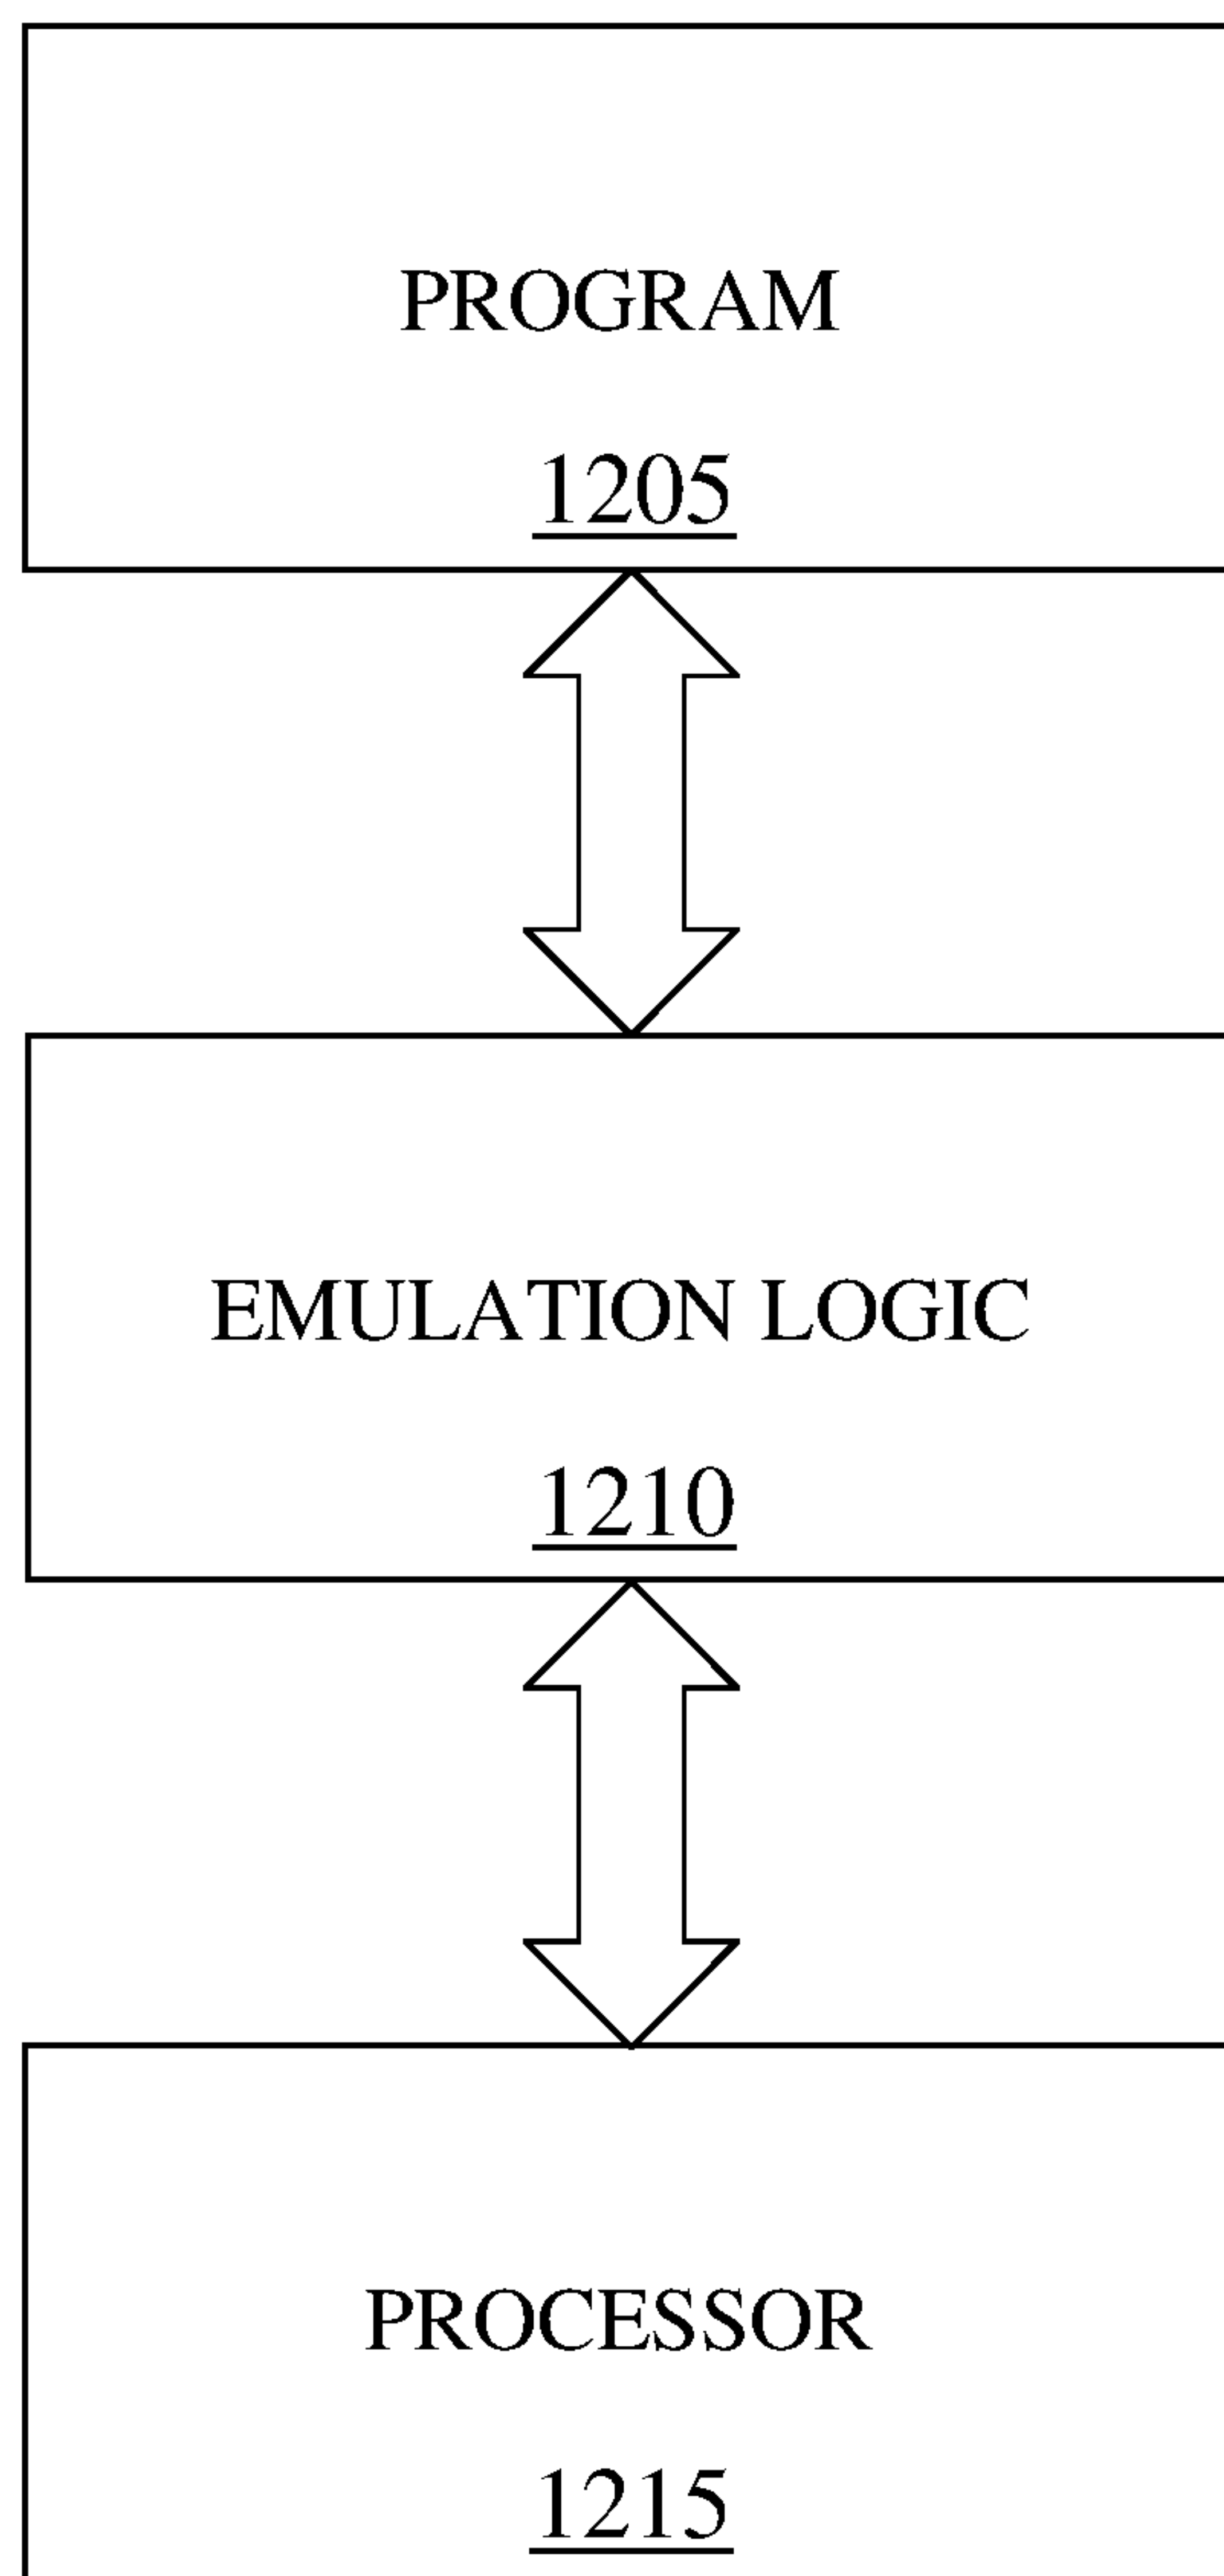 PROGRAM
1205
EMULATION LOGIC
1210
PROCESSOR
1215